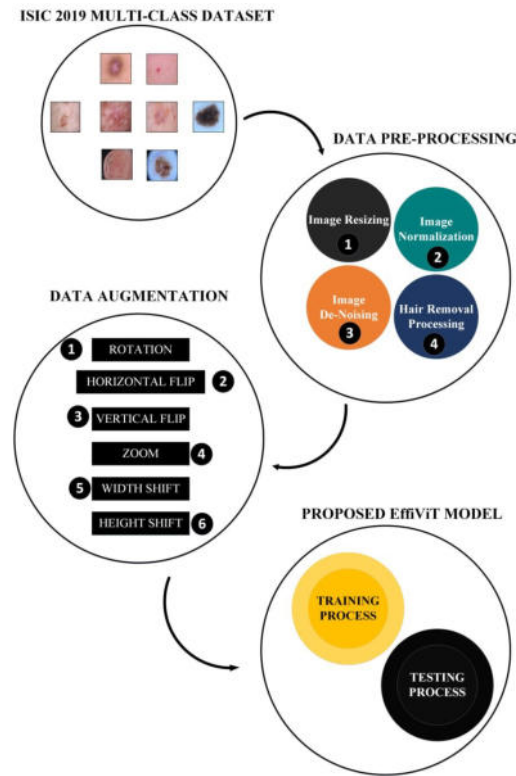 ISIC 2019 MULTI-CLASS DATASET
DATA PRE-PROCESSING
Image Resizing
1
Image
Normalization
2
Image
De-Noising
3
Hair Removal
Processing
4
DATA AUGMENTATION
1 ROTATION
HORIZONTAL FLIP 2
3 VERTICAL FLIP
ZOOM 4
5 WIDTH SHIFT
HEIGHT SHIFT 6
PROPOSED EffiViT MODEL
TRAINING
PROCESS
TESTING
PROCESS